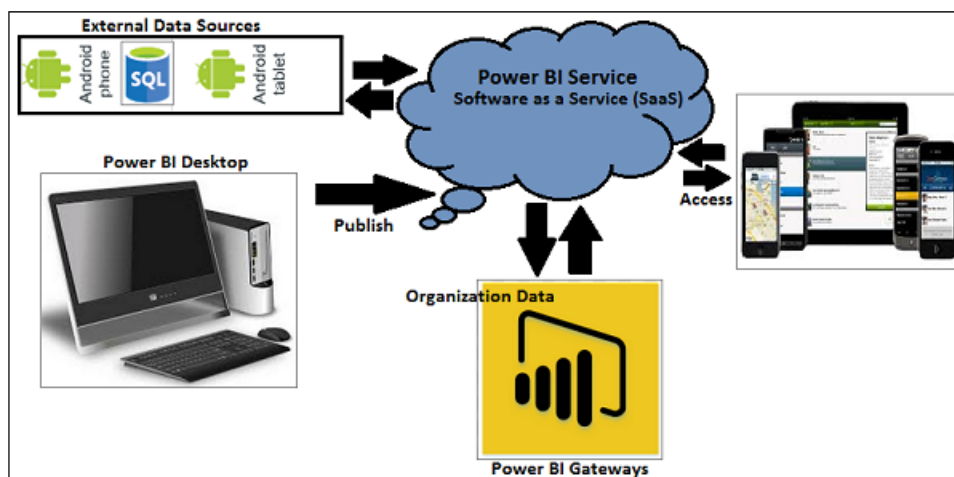 External Data Sources
Android
phone
SQL
Android
tablet
Power BI Service
Software as a Service (SaaS)
Power BI Desktop
Publish
Access
Organization Data
Power BI Gateways